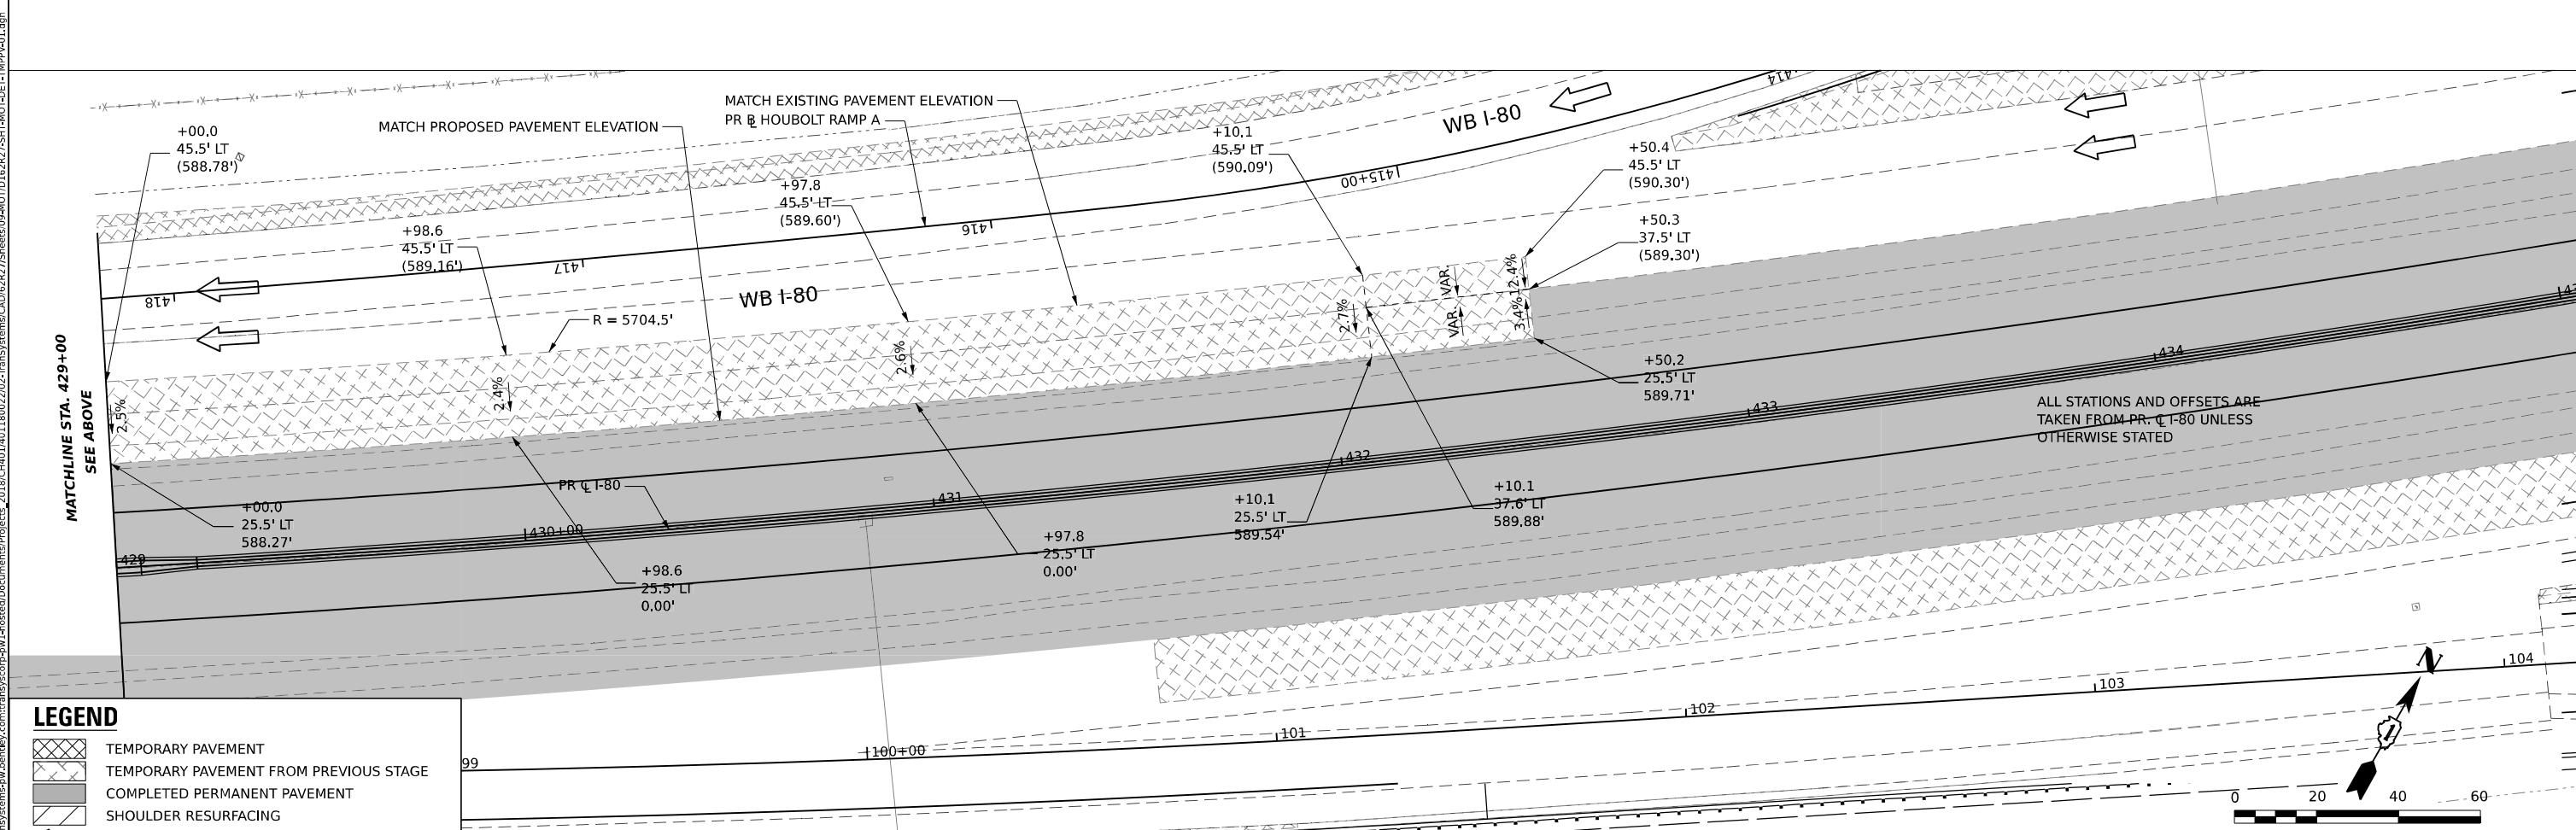 MATCH EXISTING PAVEMENT ELEVATION
PR B HOUBOLT RAMP A
MATCH PROPOSED PAVEMENT ELEVATION
+00.0
45.5' LT
(588.78')
+98.6
45.5' LT
(589.16')
+97.8
45.5' LT
(589.60')
+10.1
45.5' LT
(590.09')
+50.4
45.5' LT
(590.30')
+50.3
37.5' LT
(589.30')
WB I-80
414
415+00
416
417
418
WB I-80
R = 5704.5'
MATCHLINE STA. 429+00
SEE ABOVE
2.5%
2.4%
2.6%
2.7%
VAR.
VAR.
12.4%
3.4%
+50.2
25.5' LT
589.71'
ALL STATIONS AND OFFSETS ARE
TAKEN FROM PR. ℄ I-80 UNLESS
OTHERWISE STATED
434
433
432
431
430+00
429
PR ℄ I-80
+00.0
25.5' LT
588.27'
+98.6
25.5' LT
0.00'
+97.8
25.5' LT
0.00'
+10.1
25.5' LT
589.54'
+10.1
37.6' LT
589.88'
99
100+00
101
102
103
104
N
0 20 40 60
LEGEND
TEMPORARY PAVEMENT
TEMPORARY PAVEMENT FROM PREVIOUS STAGE
COMPLETED PERMANENT PAVEMENT
SHOULDER RESURFACING